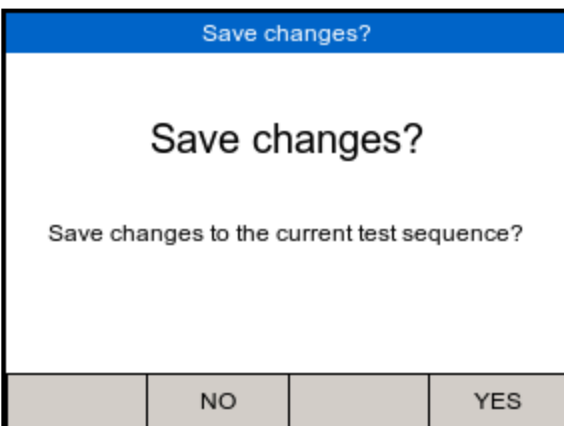 Save changes?
Save changes?
Save changes to the current test sequence?
NO YES